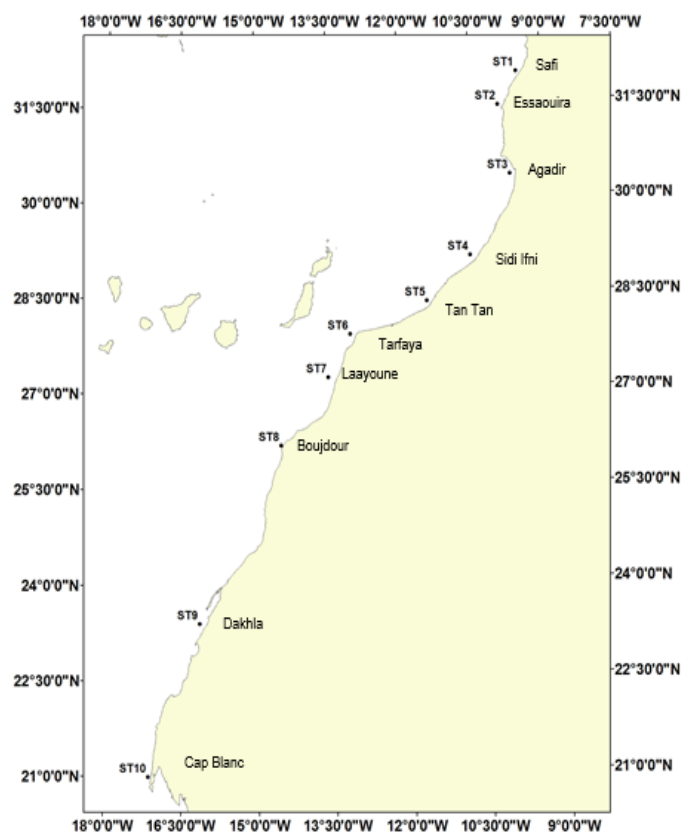 18°0'0"W 16°30'0"W 15°0'0"W 13°30'0"W 12°0'0"W 10°30'0"W 9°0'0"W 7°30'0"W
ST1 Safi
31°30'0"N ST2 Essaouira 31°30'0"N
ST3 Agadir
30°0'0"N 30°0'0"N
ST4 Sidi Ifni
28°30'0"N ST5 Tan Tan 28°30'0"N
ST6 Tarfaya
ST7 Laayoune
27°0'0"N 27°0'0"N
ST8 Boujdour
25°30'0"N 25°30'0"N
24°0'0"N 24°0'0"N
ST9 Dakhla
22°30'0"N 22°30'0"N
ST10 Cap Blanc
21°0'0"N 21°0'0"N
18°0'0"W 16°30'0"W 15°0'0"W 13°30'0"W 12°0'0"W 10°30'0"W 9°0'0"W